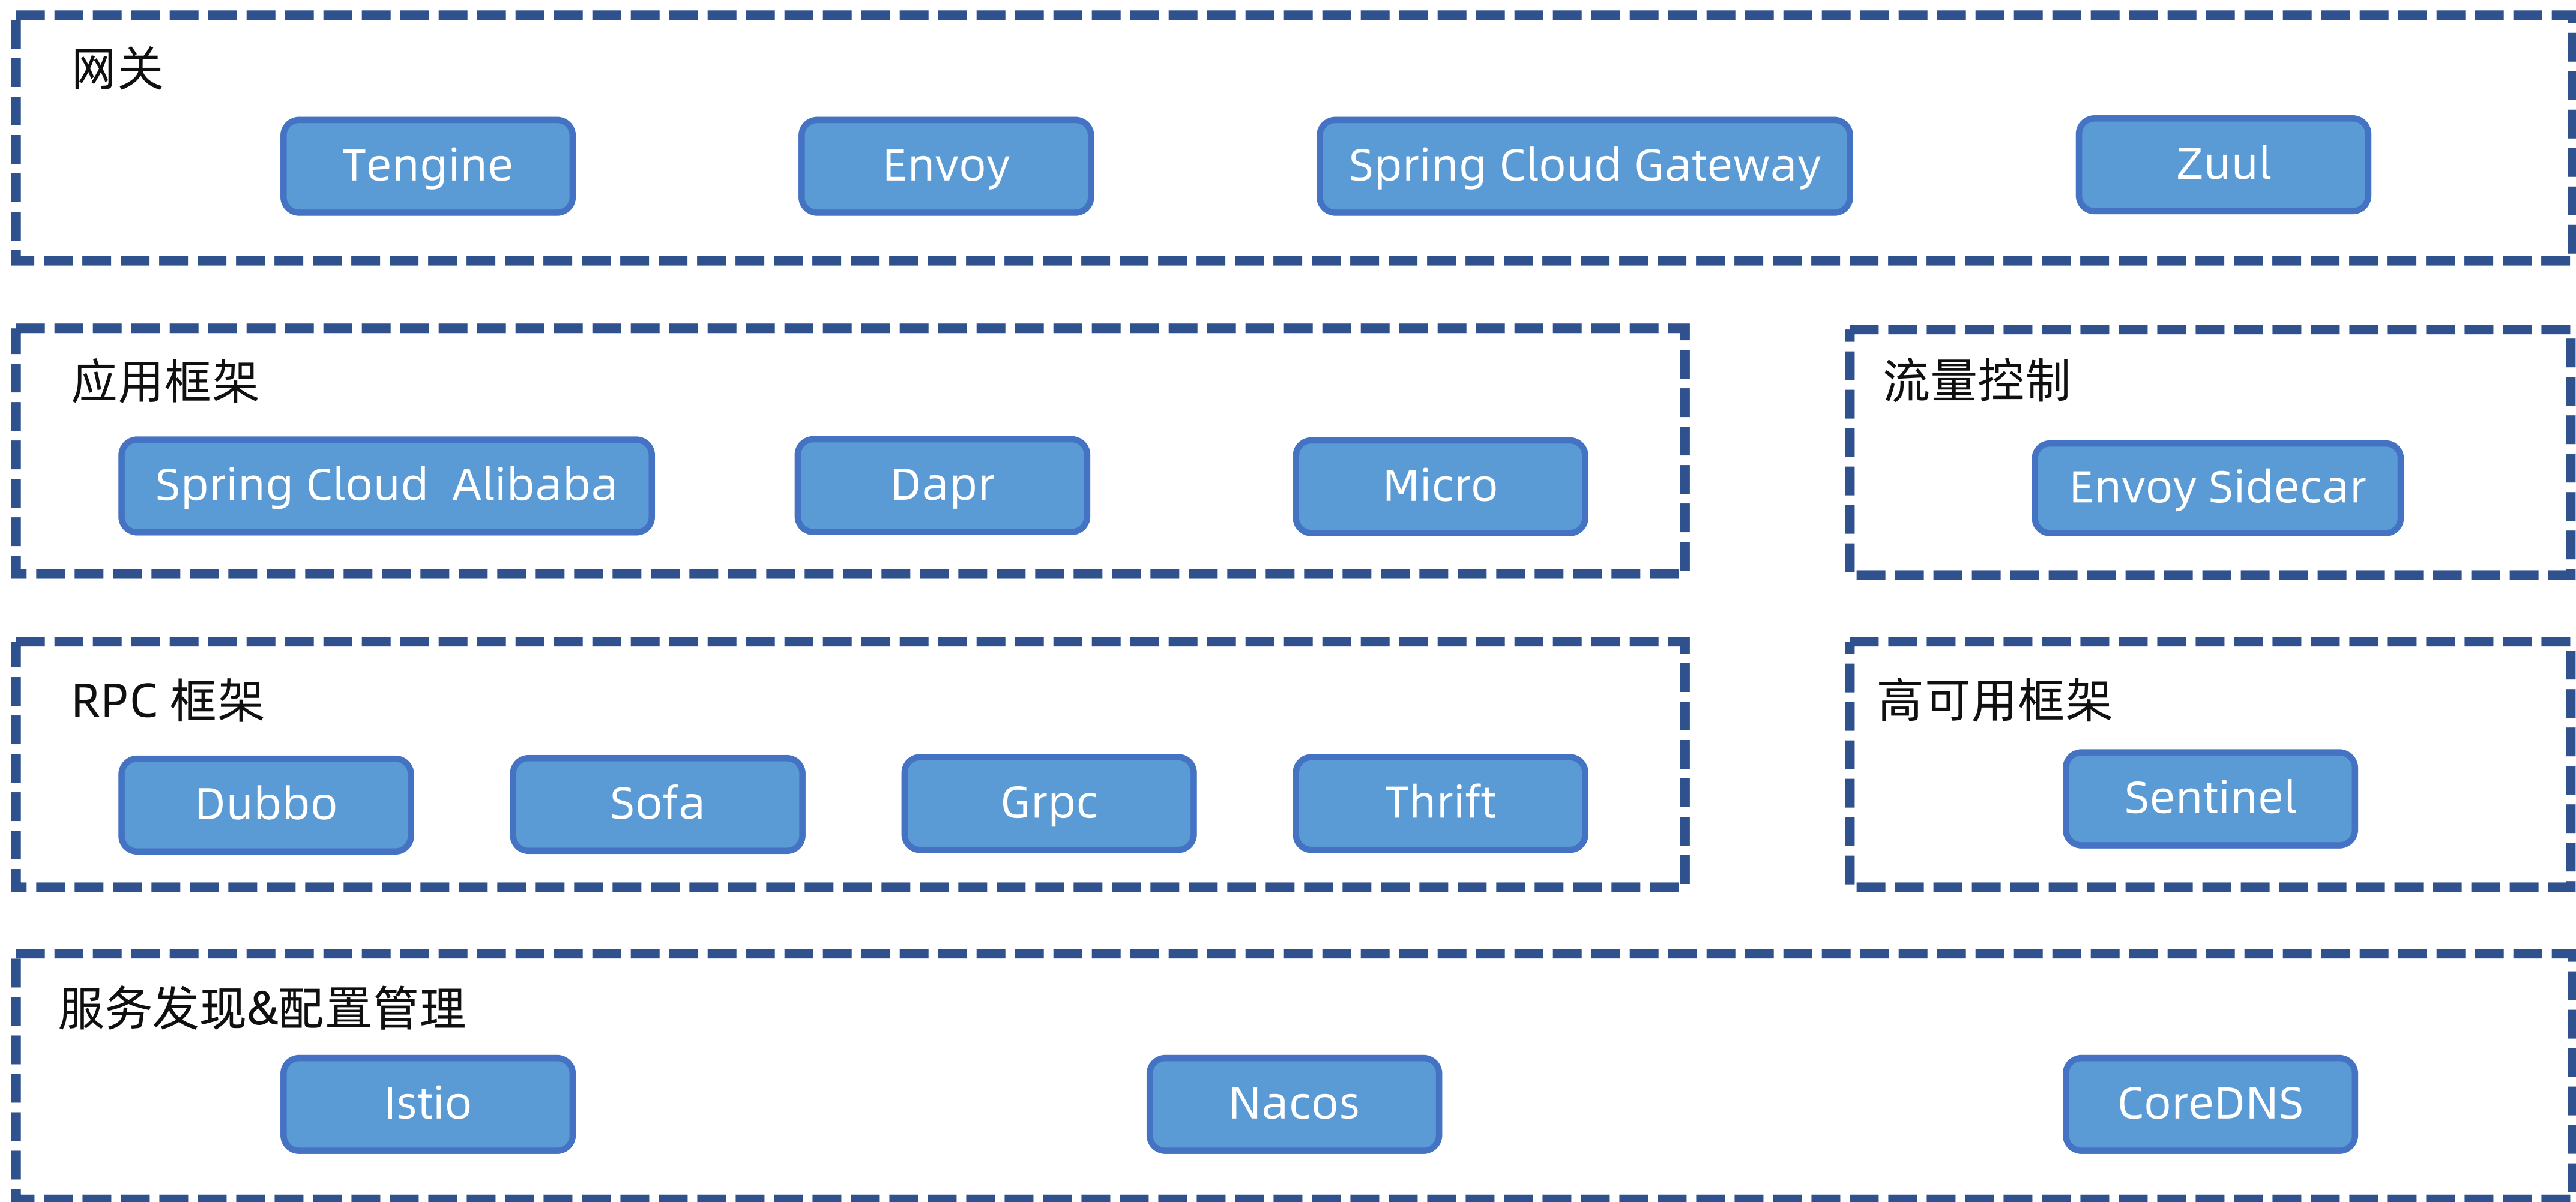 网关
Tengine
Envoy
Spring Cloud Gateway
Zuul
应用框架
Spring Cloud  Alibaba
Dapr
Micro
流量控制
Envoy Sidecar
RPC 框架
Dubbo
Sofa
Grpc
Thrift
高可用框架
Sentinel
服务发现&配置管理
Istio
Nacos
CoreDNS